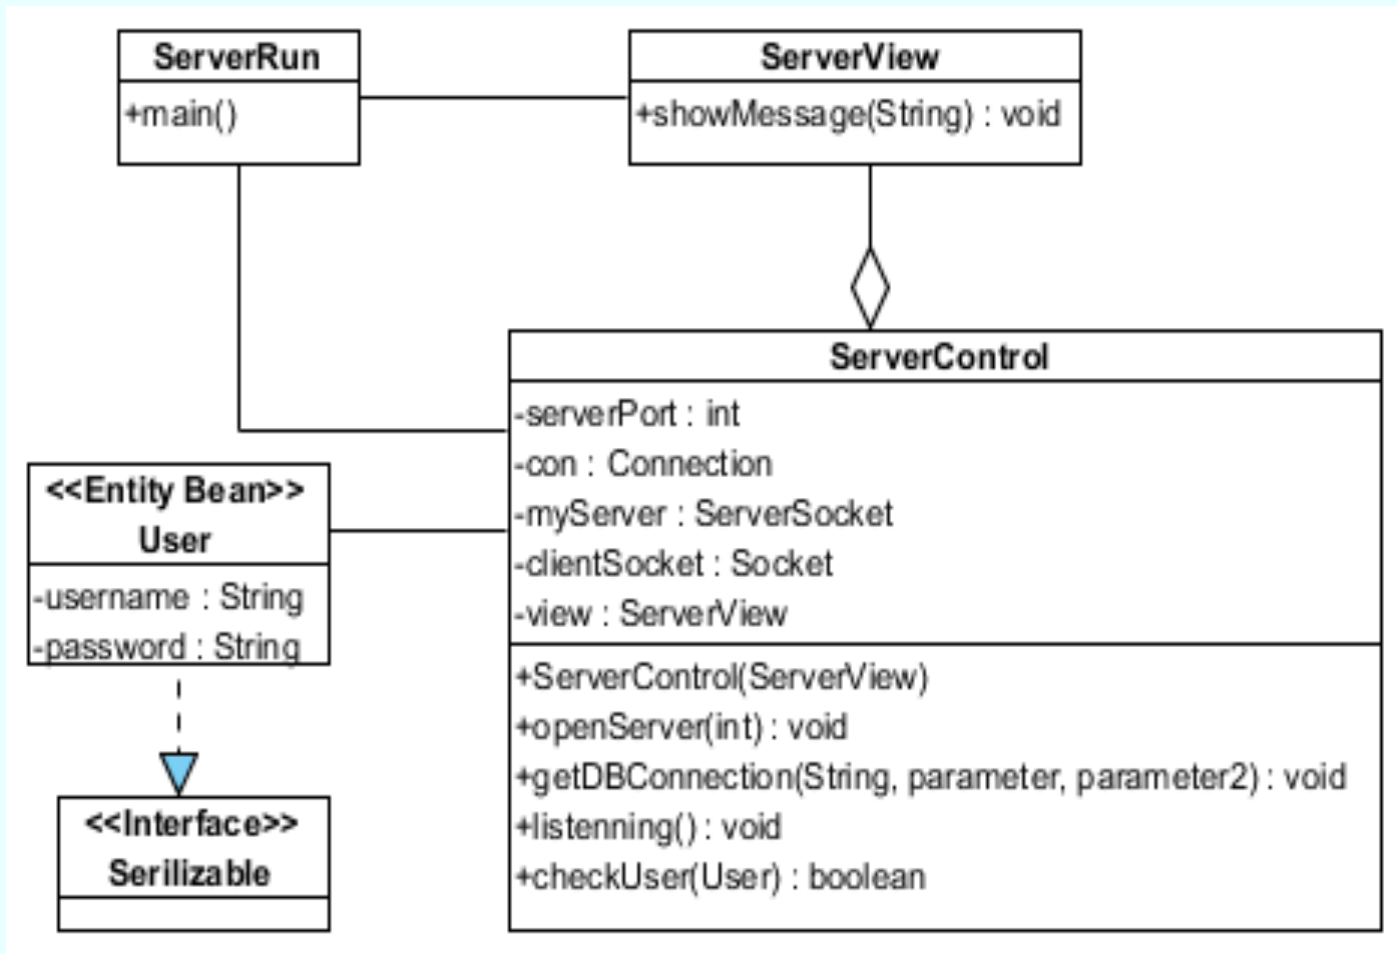 ServerRun
+main()
ServerView
+showMessage(String) : void
ServerControl
-serverPort : int
-con : Connection
-myServer : ServerSocket
-clientSocket : Socket
-view : ServerView
+ServerControl(ServerView)
+openServer(int) : void
+getDBConnection(String, parameter, parameter2) : void
+listenning() : void
+checkUser(User) : boolean
<<Entity Bean>>
User
-username : String
-password : String
<<Interface>>
Serilizable